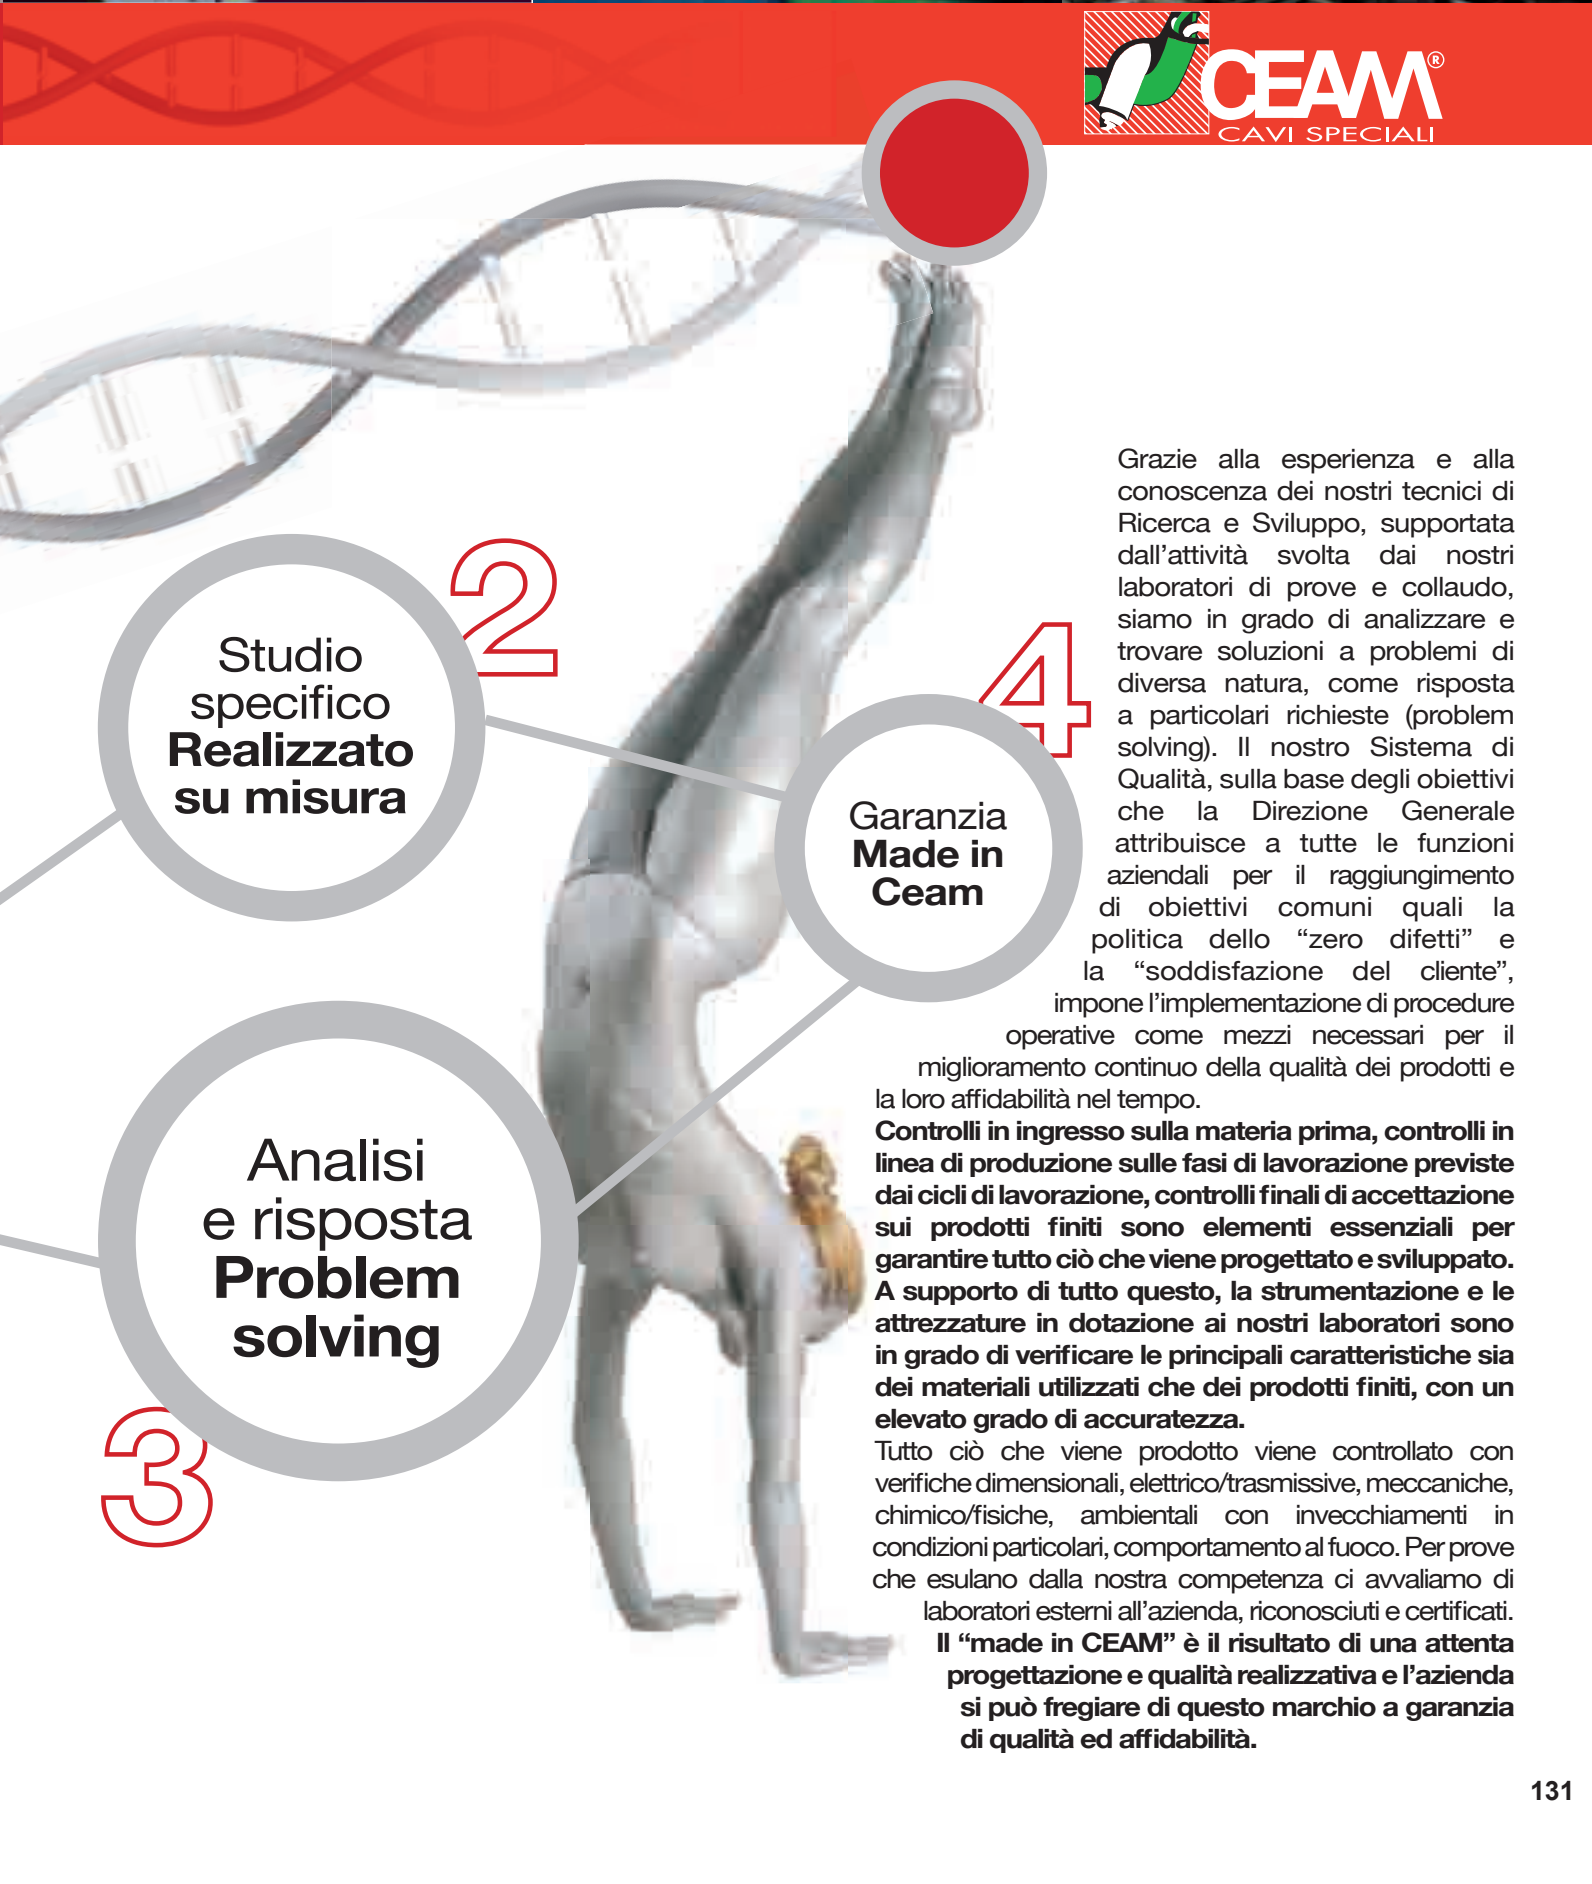 CEAM®
CAVI SPECIALI
2
Studio
specifico
Realizzato
su misura
4
Garanzia
Made in
Ceam
Analisi
e risposta
Problem
solving
3
Grazie alla esperienza e alla
conoscenza dei nostri tecnici di
Ricerca e Sviluppo, supportata
dall’attività svolta dai nostri
laboratori di prove e collaudo,
siamo in grado di analizzare e
trovare soluzioni a problemi di
diversa natura, come risposta
a particolari richieste (problem
solving). Il nostro Sistema di
Qualità, sulla base degli obiettivi
che la Direzione Generale
attribuisce a tutte le funzioni
aziendali per il raggiungimento
di obiettivi comuni quali la
politica dello “zero difetti” e
la “soddisfazione del cliente”,
impone l’implementazione di procedure
operative come mezzi necessari per il
miglioramento continuo della qualità dei prodotti e
la loro affidabilità nel tempo.
Controlli in ingresso sulla materia prima, controlli in
linea di produzione sulle fasi di lavorazione previste
dai cicli di lavorazione, controlli finali di accettazione
sui prodotti finiti sono elementi essenziali per
garantire tutto ciò che viene progettato e sviluppato.
A supporto di tutto questo, la strumentazione e le
attrezzature in dotazione ai nostri laboratori sono
in grado di verificare le principali caratteristiche sia
dei materiali utilizzati che dei prodotti finiti, con un
elevato grado di accuratezza.
Tutto ciò che viene prodotto viene controllato con
verifiche dimensionali, elettrico/trasmissive, meccaniche,
chimico/fisiche, ambientali con invecchiamenti in
condizioni particolari, comportamento al fuoco. Per prove
che esulano dalla nostra competenza ci avvaliamo di
laboratori esterni all’azienda, riconosciuti e certificati.
Il “made in CEAM” è il risultato di una attenta
progettazione e qualità realizzativa e l’azienda
si può fregiare di questo marchio a garanzia
di qualità ed affidabilità.
131